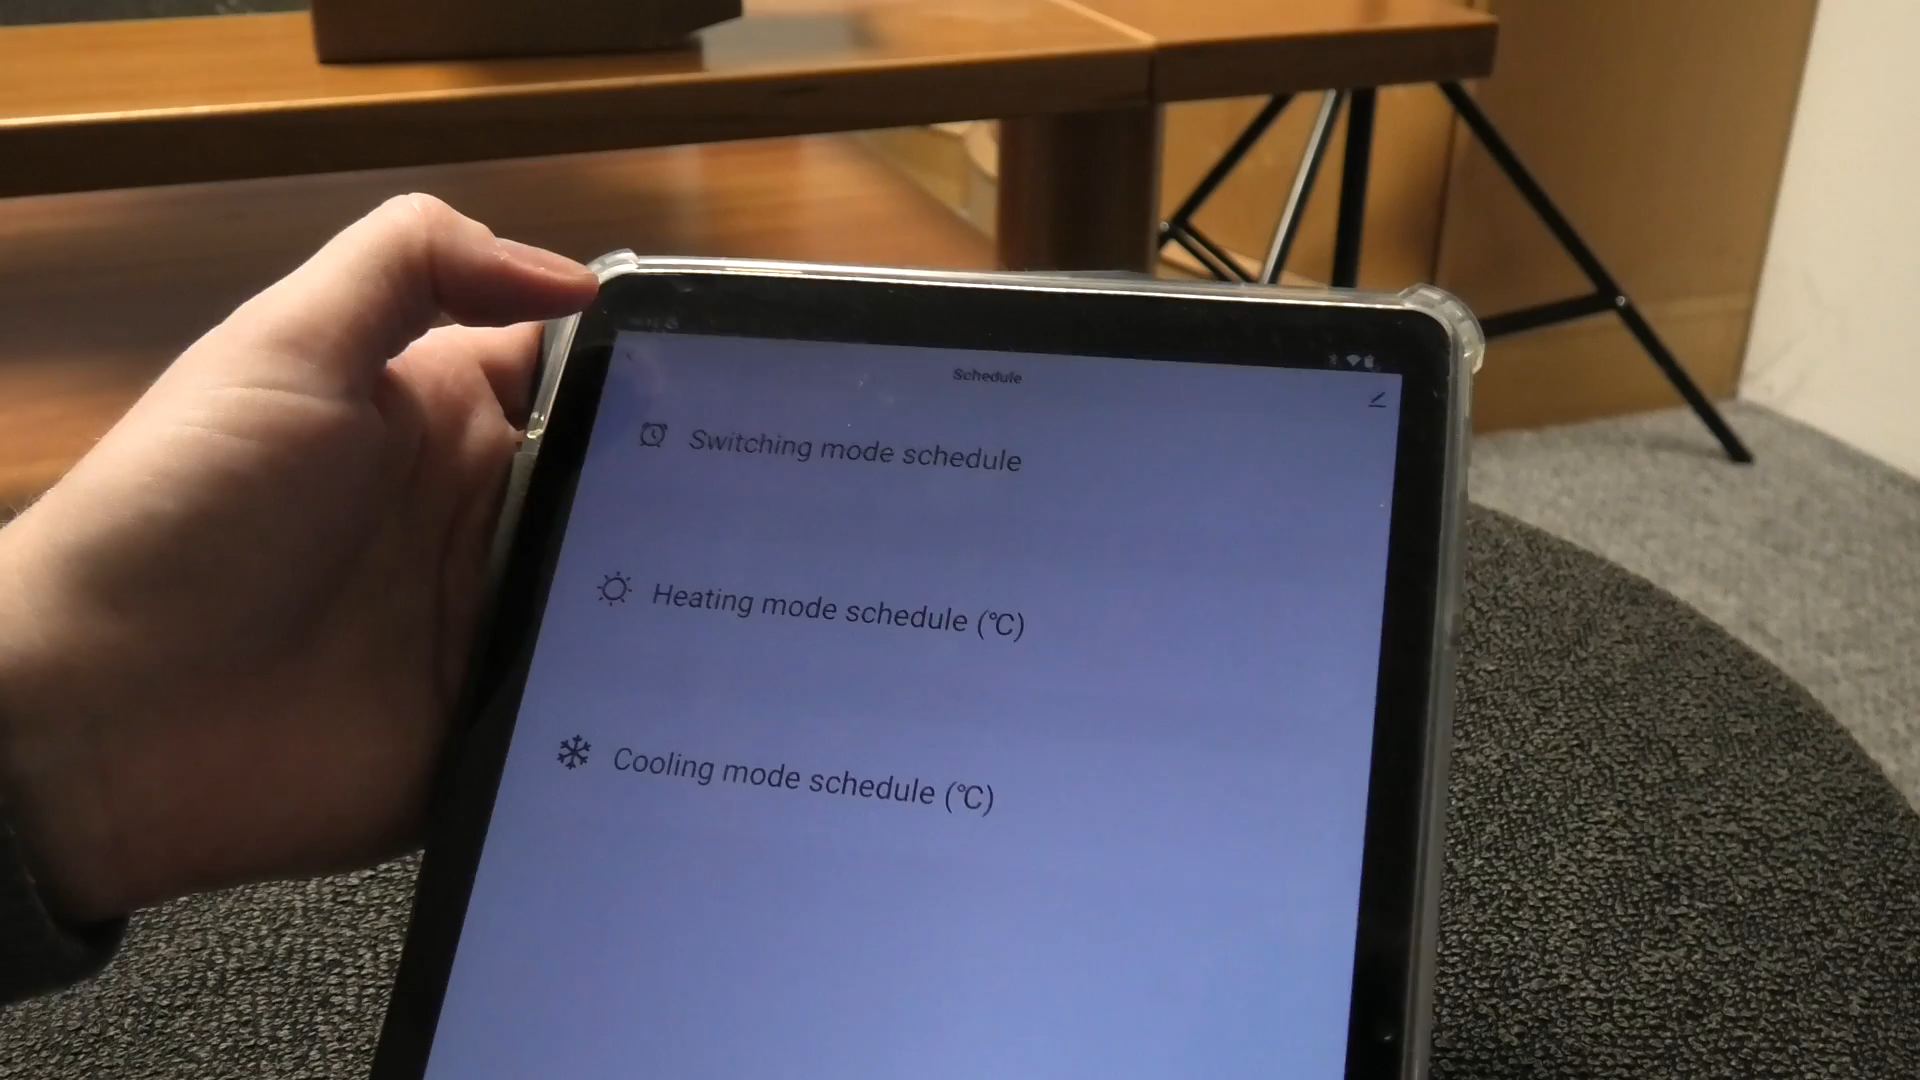 Schedule
Switching mode schedule
Heating mode schedule (℃)
Cooling mode schedule (℃)